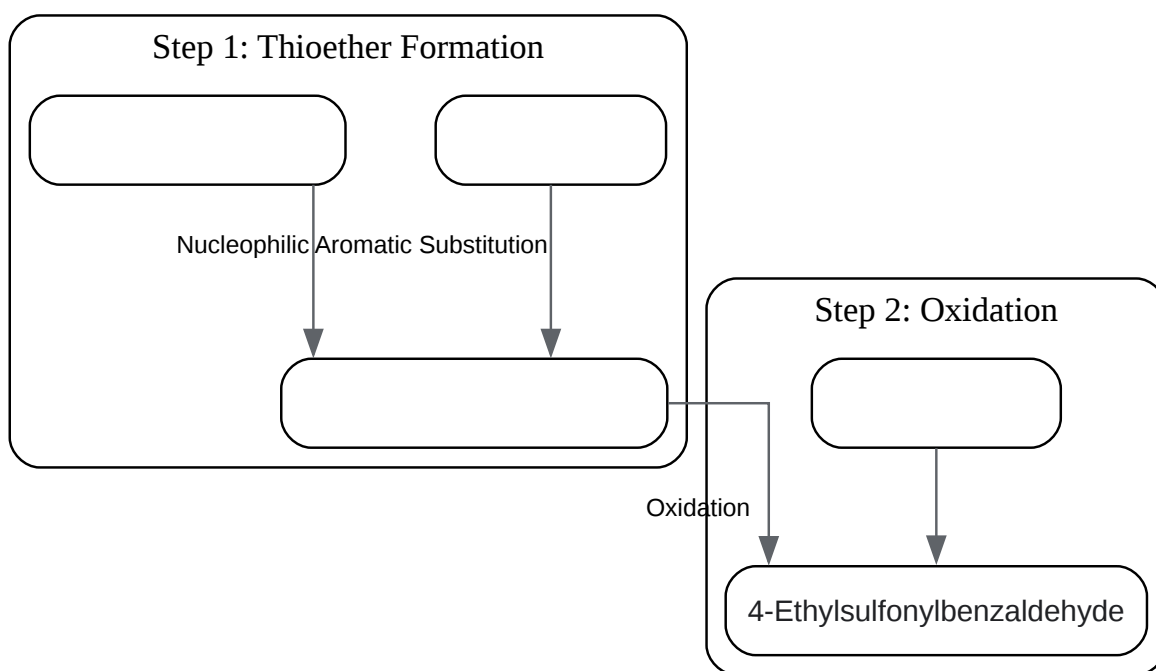 Step 1: Thioether Formation
Nucleophilic Aromatic Substitution
Step 2: Oxidation
Oxidation
4-Ethylsulfonylbenzaldehyde